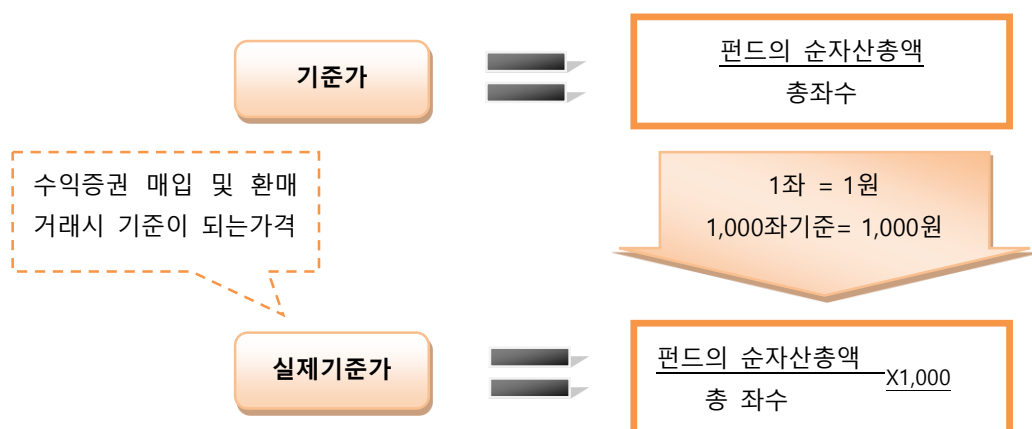 기준가
펀드의 순자산총액
총좌수
수익증권 매입 및 환매
거래시 기준이 되는가격
1좌 = 1원
1,000좌기준= 1,000원
실제기준가
펀드의 순자산총액
X1,000
총 좌수